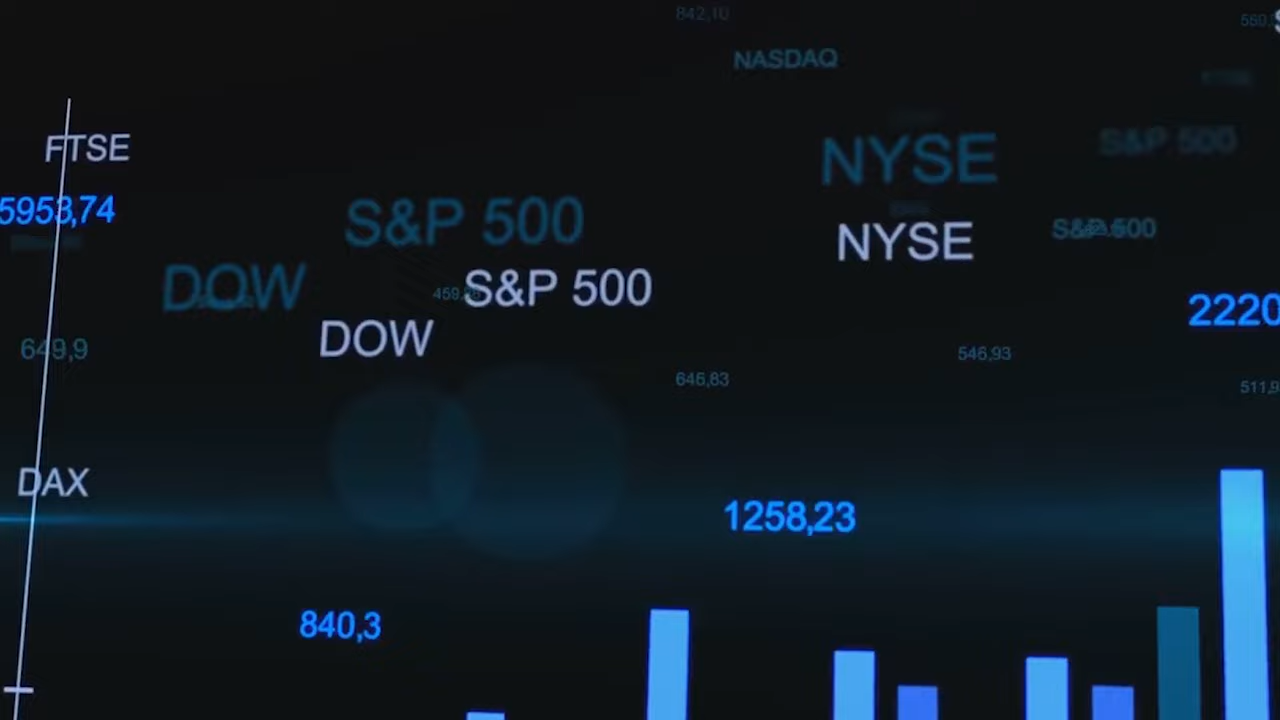 842,10
NASDAQ
FTSE
NYSE
S&P 500
5953,74
S&P 500
NYSE
S&P 500
DOW
S&P 500
459,
2220
DOW
649,9
546,93
646,83
511,9
DAX
1258,23
840,3